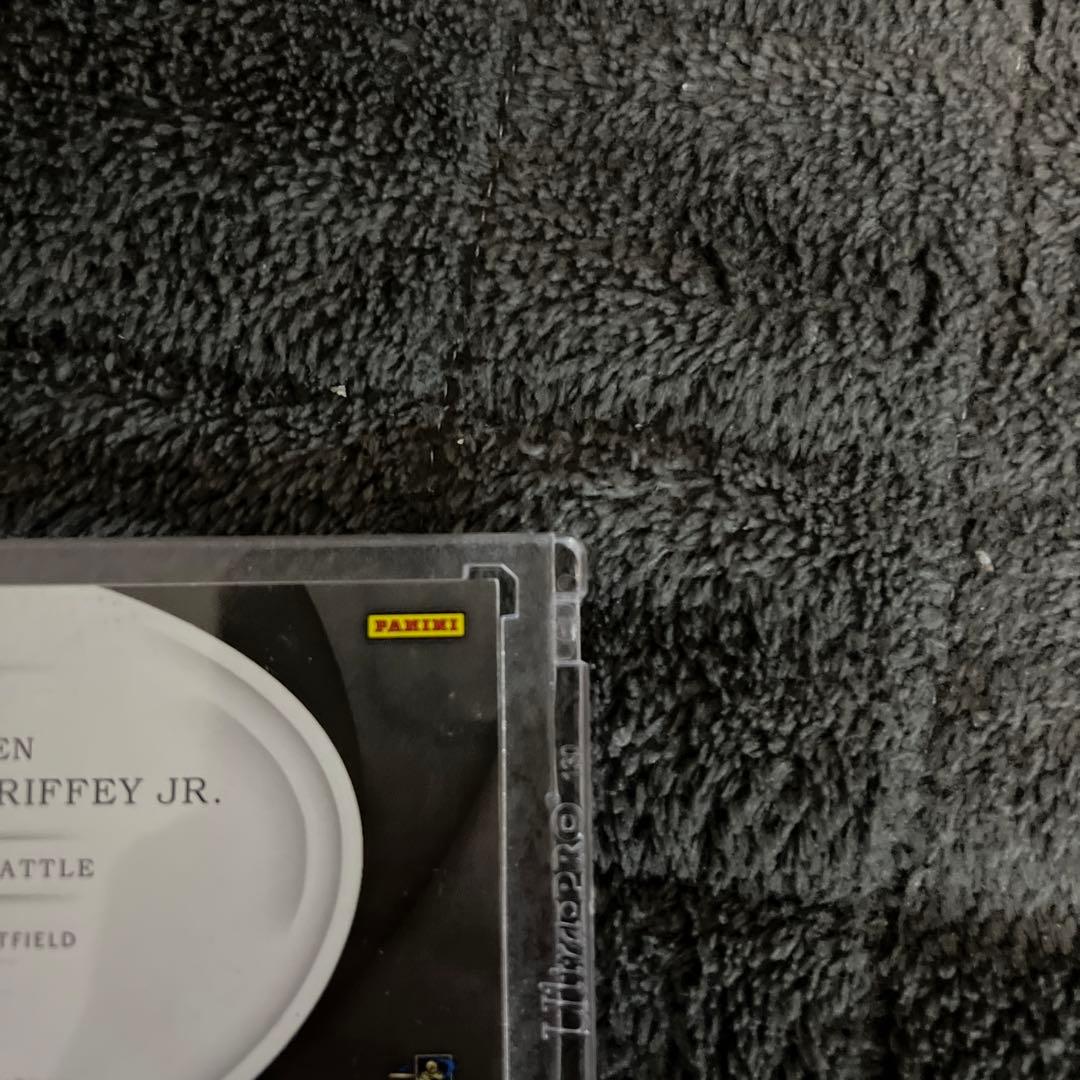 PANINI
EN
RIFFEY JR.
ATTLE
TFIELD
UltraPRO
130